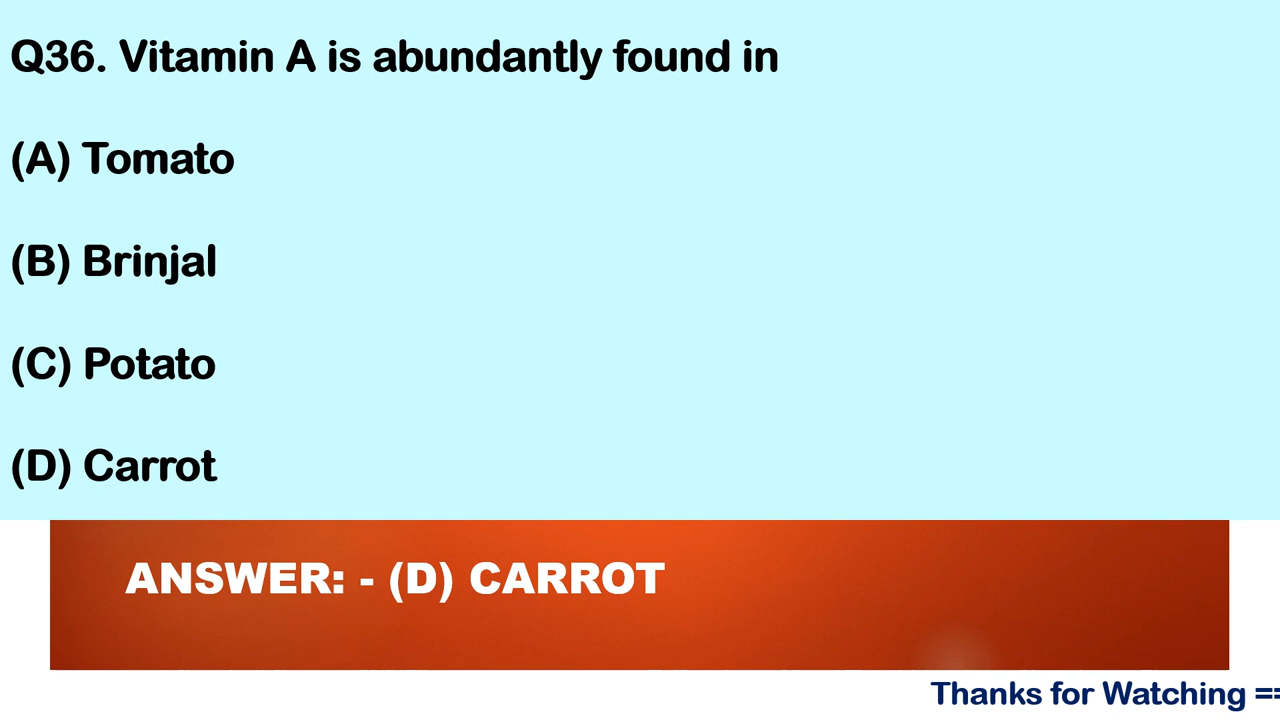 Q36. Vitamin A is abundantly found in
(A) Tomato
(B) Brinjal
(C) Potato
(D) Carrot
ANSWER: - (D) CARROT
Thanks for Watching ==